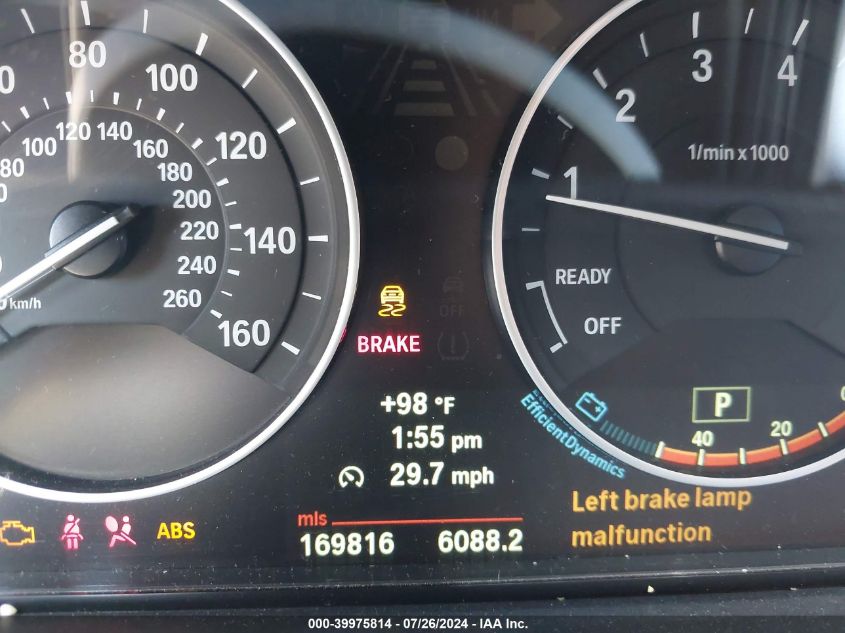 80
100
120
140
160
80
100
120
140
160
180
200
220
240
260
km/h
1
2
3
4
1/min x 1000
READY
OFF
OFF
BRAKE
+98 °F
1:55 pm
29.7 mph
mls
169816 6088.2
ABS
P
40
20
EfficientDynamics
Left brake lamp
malfunction
000-39975814 - 07/26/2024 - IAA Inc.